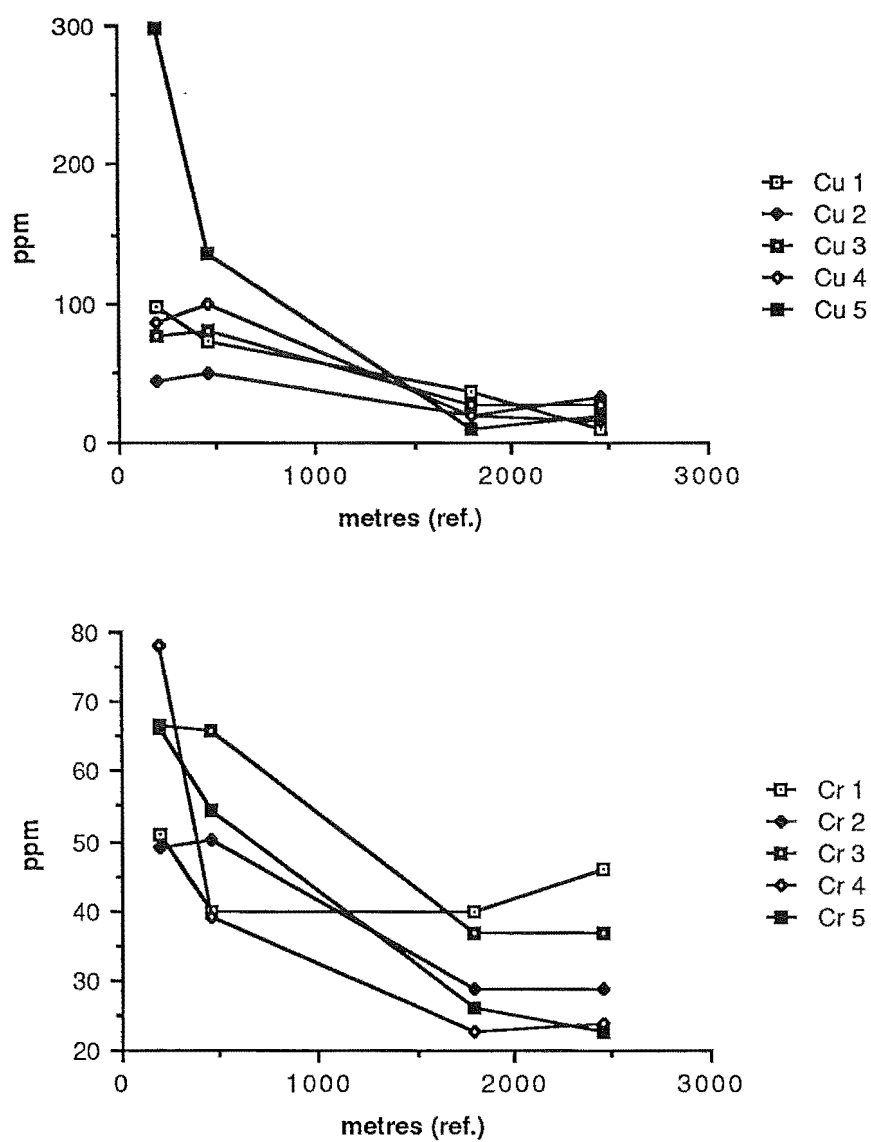 300
200
100
0
ppm
0 1000 2000 3000
metres (ref.)
Cu 1
Cu 2
Cu 3
Cu 4
Cu 5
80
70
60
50
40
30
20
ppm
0 1000 2000 3000
metres (ref.)
Cr 1
Cr 2
Cr 3
Cr 4
Cr 5